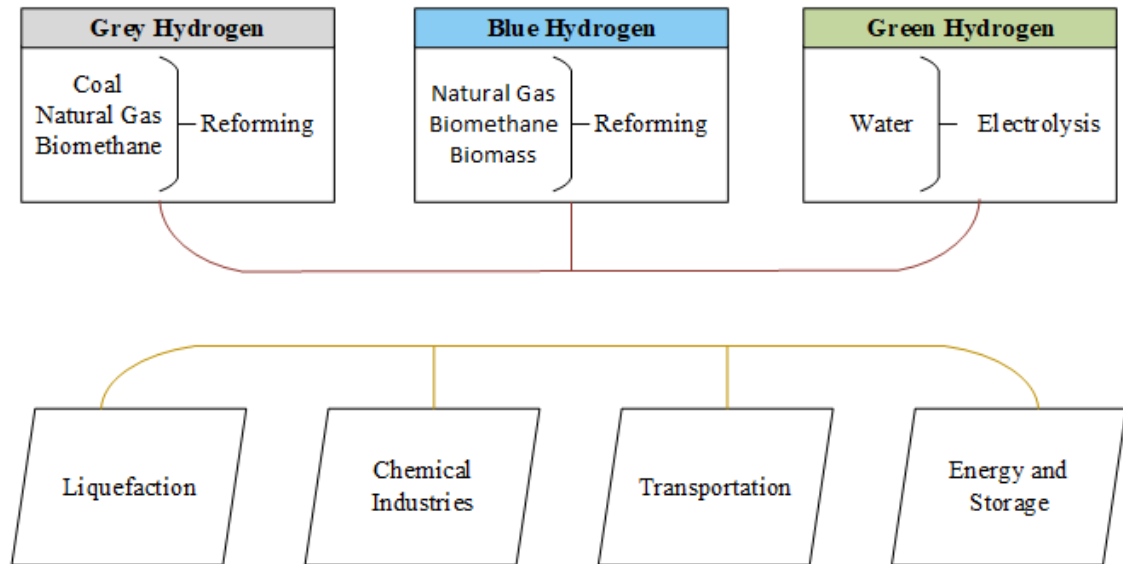 Grey Hydrogen
Coal
Natural Gas
Biomethane
Reforming
Blue Hydrogen
Natural Gas
Biomethane
Biomass
Reforming
Green Hydrogen
Water
Electrolysis
Liquefaction
Chemical
Industries
Transportation
Energy and
Storage